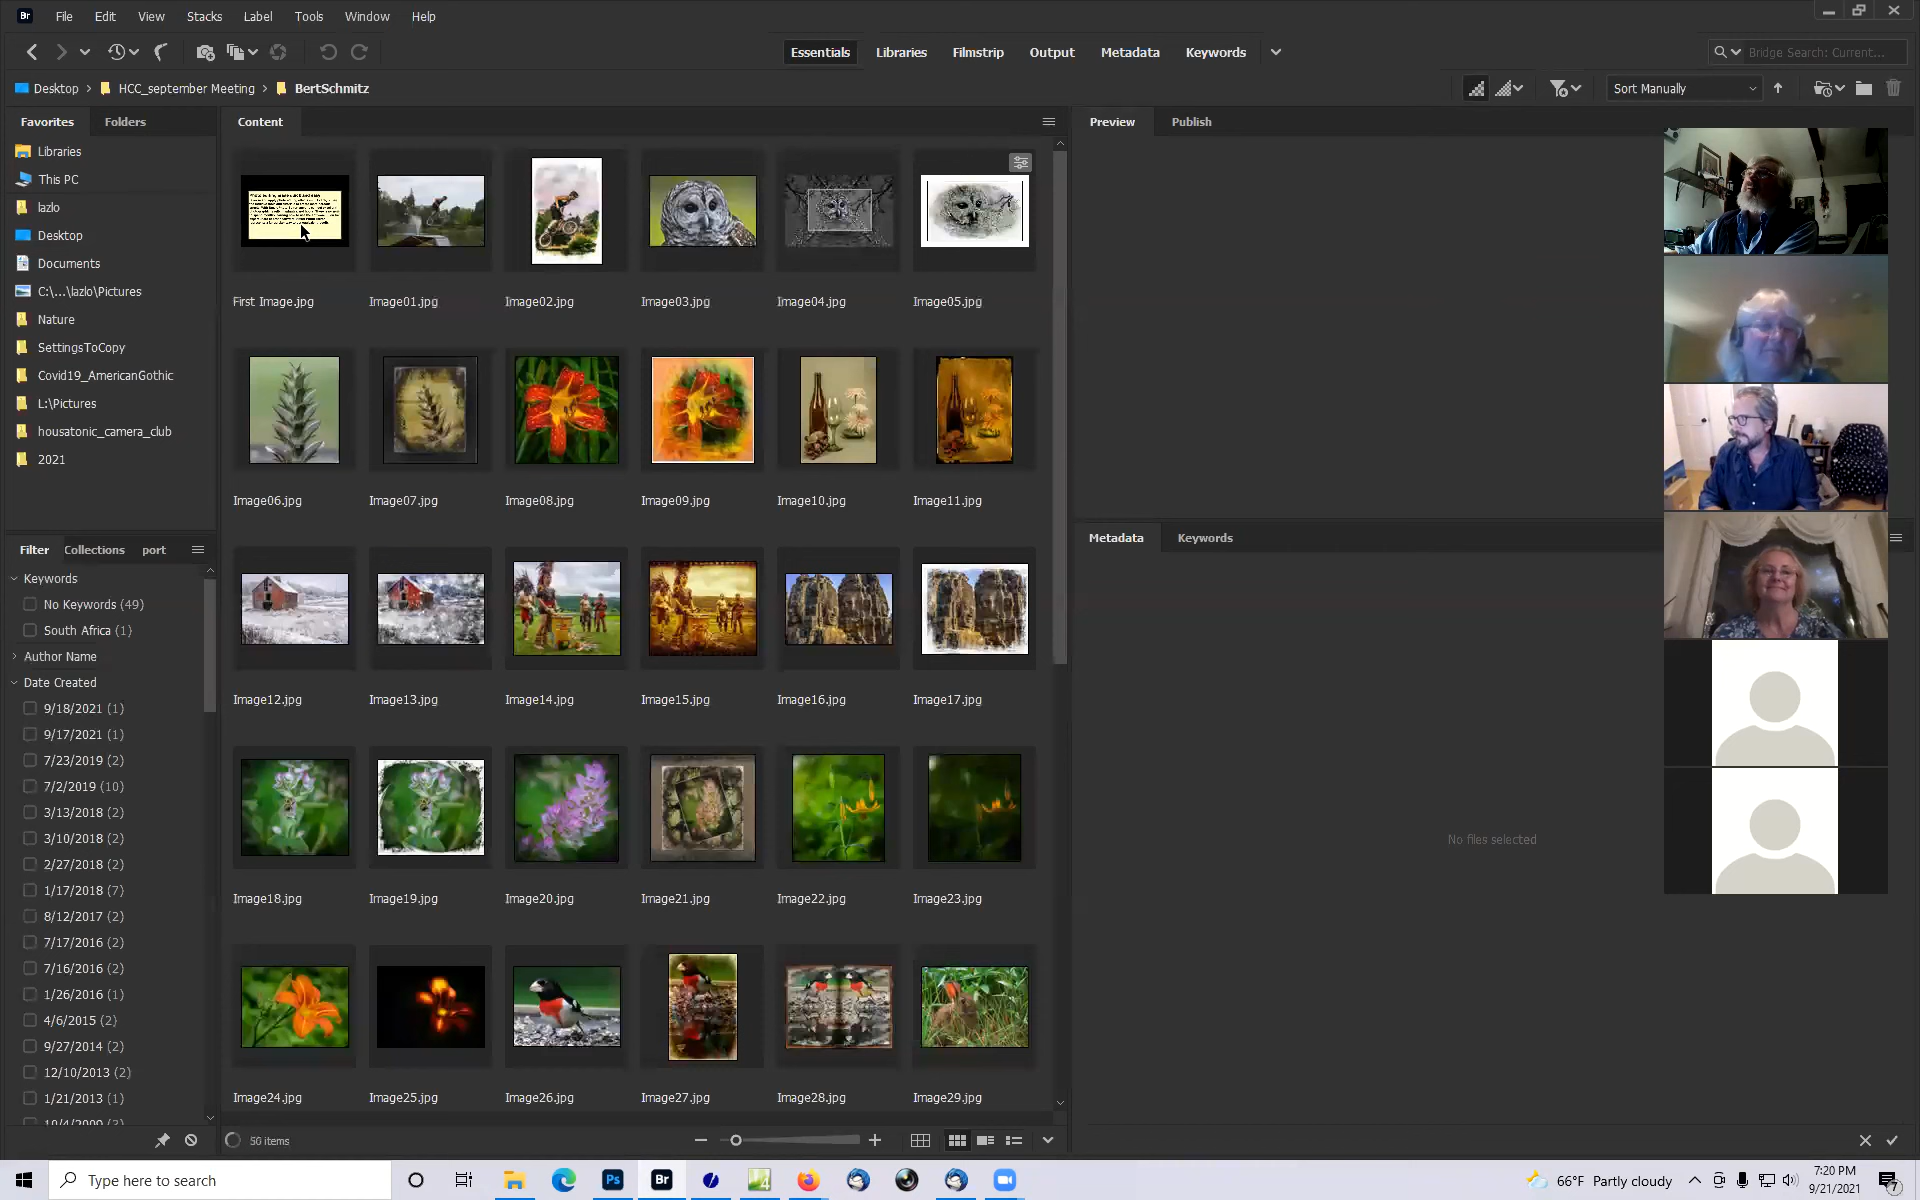 Br File Edit View Stacks Label Tools Window Help
Essentials Libraries Filmstrip Output Metadata Keywords
Bridge Search: Current...
Desktop HCC_september Meeting BertSchmitz
Sort Manually
Favorites Folders
Libraries
This PC
lazlo
Desktop
Documents
C:\...\lazlo\Pictures
Nature
SettingsToCopy
Covid19_AmericanGothic
L:\Pictures
housatonic_camera_club
2021
Filter Collections port
Keywords
No Keywords (49)
South Africa (1)
Author Name
Date Created
9/18/2021 (1)
9/17/2021 (1)
7/23/2019 (2)
7/2/2019 (10)
3/13/2018 (2)
3/10/2018 (2)
2/27/2018 (2)
1/17/2018 (7)
8/12/2017 (2)
7/17/2016 (2)
7/16/2016 (2)
1/26/2016 (1)
4/6/2015 (2)
9/27/2014 (2)
12/10/2013 (2)
1/21/2013 (1)
Content
First Image.jpg Image01.jpg Image02.jpg Image03.jpg Image04.jpg Image05.jpg
Image06.jpg Image07.jpg Image08.jpg Image09.jpg Image10.jpg Image11.jpg
Image12.jpg Image13.jpg Image14.jpg Image15.jpg Image16.jpg Image17.jpg
Image18.jpg Image19.jpg Image20.jpg Image21.jpg Image22.jpg Image23.jpg
Image24.jpg Image25.jpg Image26.jpg Image27.jpg Image28.jpg Image29.jpg
50 items
Preview Publish
Metadata Keywords
No files selected
Type here to search
Ps Br
66°F Partly cloudy
7:20 PM
9/21/2021
7